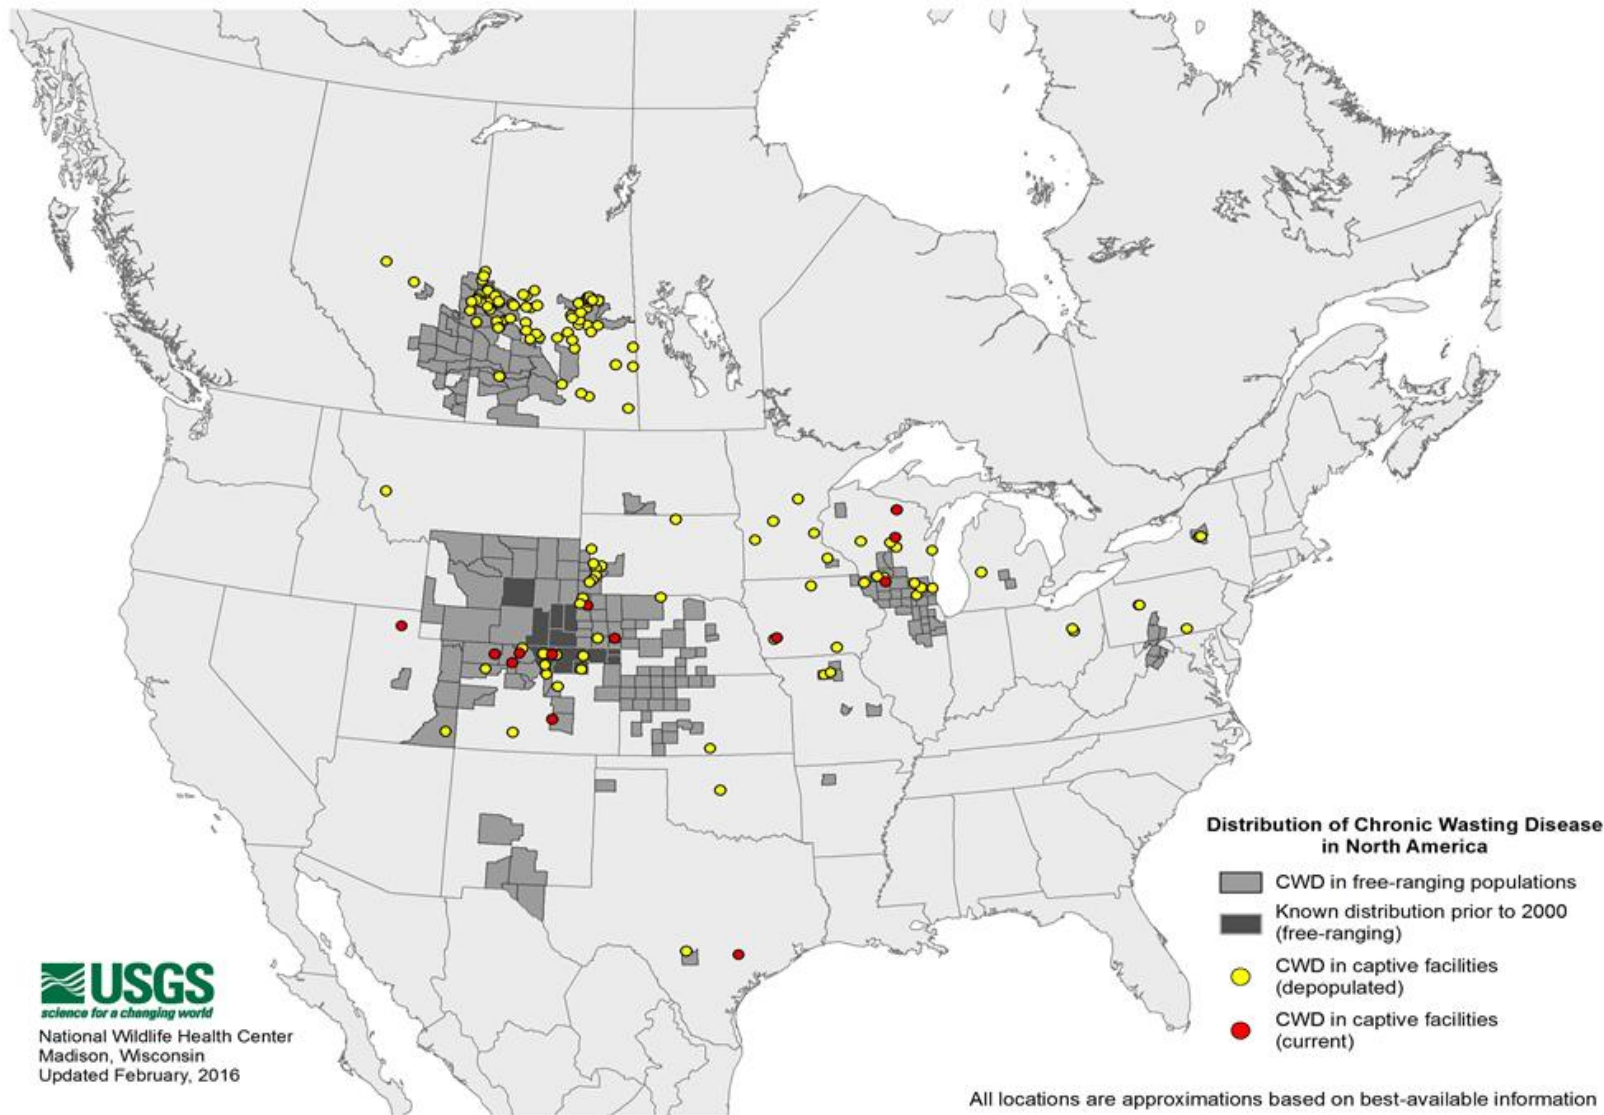 Distribution of Chronic Wasting Disease
in North America
CWD in free-ranging populations
Known distribution prior to 2000
(free-ranging)
CWD in captive facilities
(depopulated)
CWD in captive facilities
(current)
USGS
science for a changing world
National Wildlife Health Center
Madison, Wisconsin
Updated February, 2016
All locations are approximations based on best-available information